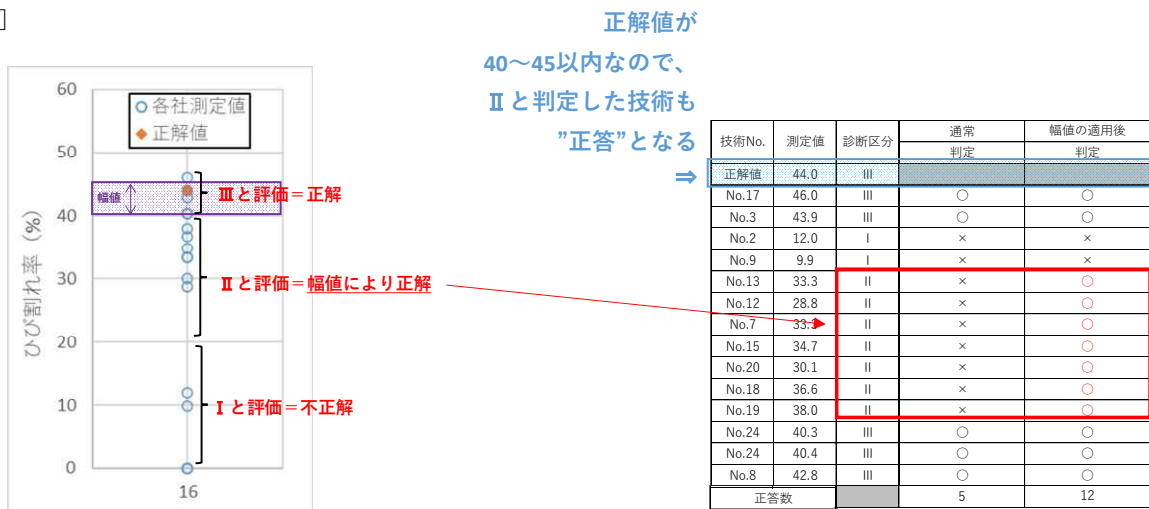 ]
正解値が
40～45以内なので、
Ⅱと判定した技術も
”正答”となる
⇒
60
50
40
30
20
10
0
16
ひび割れ率（%）
各社測定値
正解値
幅値
Ⅲと評価＝正解
Ⅱと評価＝幅値により正解
Ⅰと評価＝不正解
技術No. 測定値 診断区分 通常 幅値の適用後
判定 判定
正解値 44.0 III
No.17 46.0 III ○ ○
No.3 43.9 III ○ ○
No.2 12.0 I × ×
No.9 9.9 I × ×
No.13 33.3 II × ○
No.12 28.8 II × ○
No.7 33.3 II × ○
No.15 34.7 II × ○
No.20 30.1 II × ○
No.18 36.6 II × ○
No.19 38.0 II × ○
No.24 40.3 III ○ ○
No.24 40.4 III ○ ○
No.8 42.8 III ○ ○
正答数 5 12